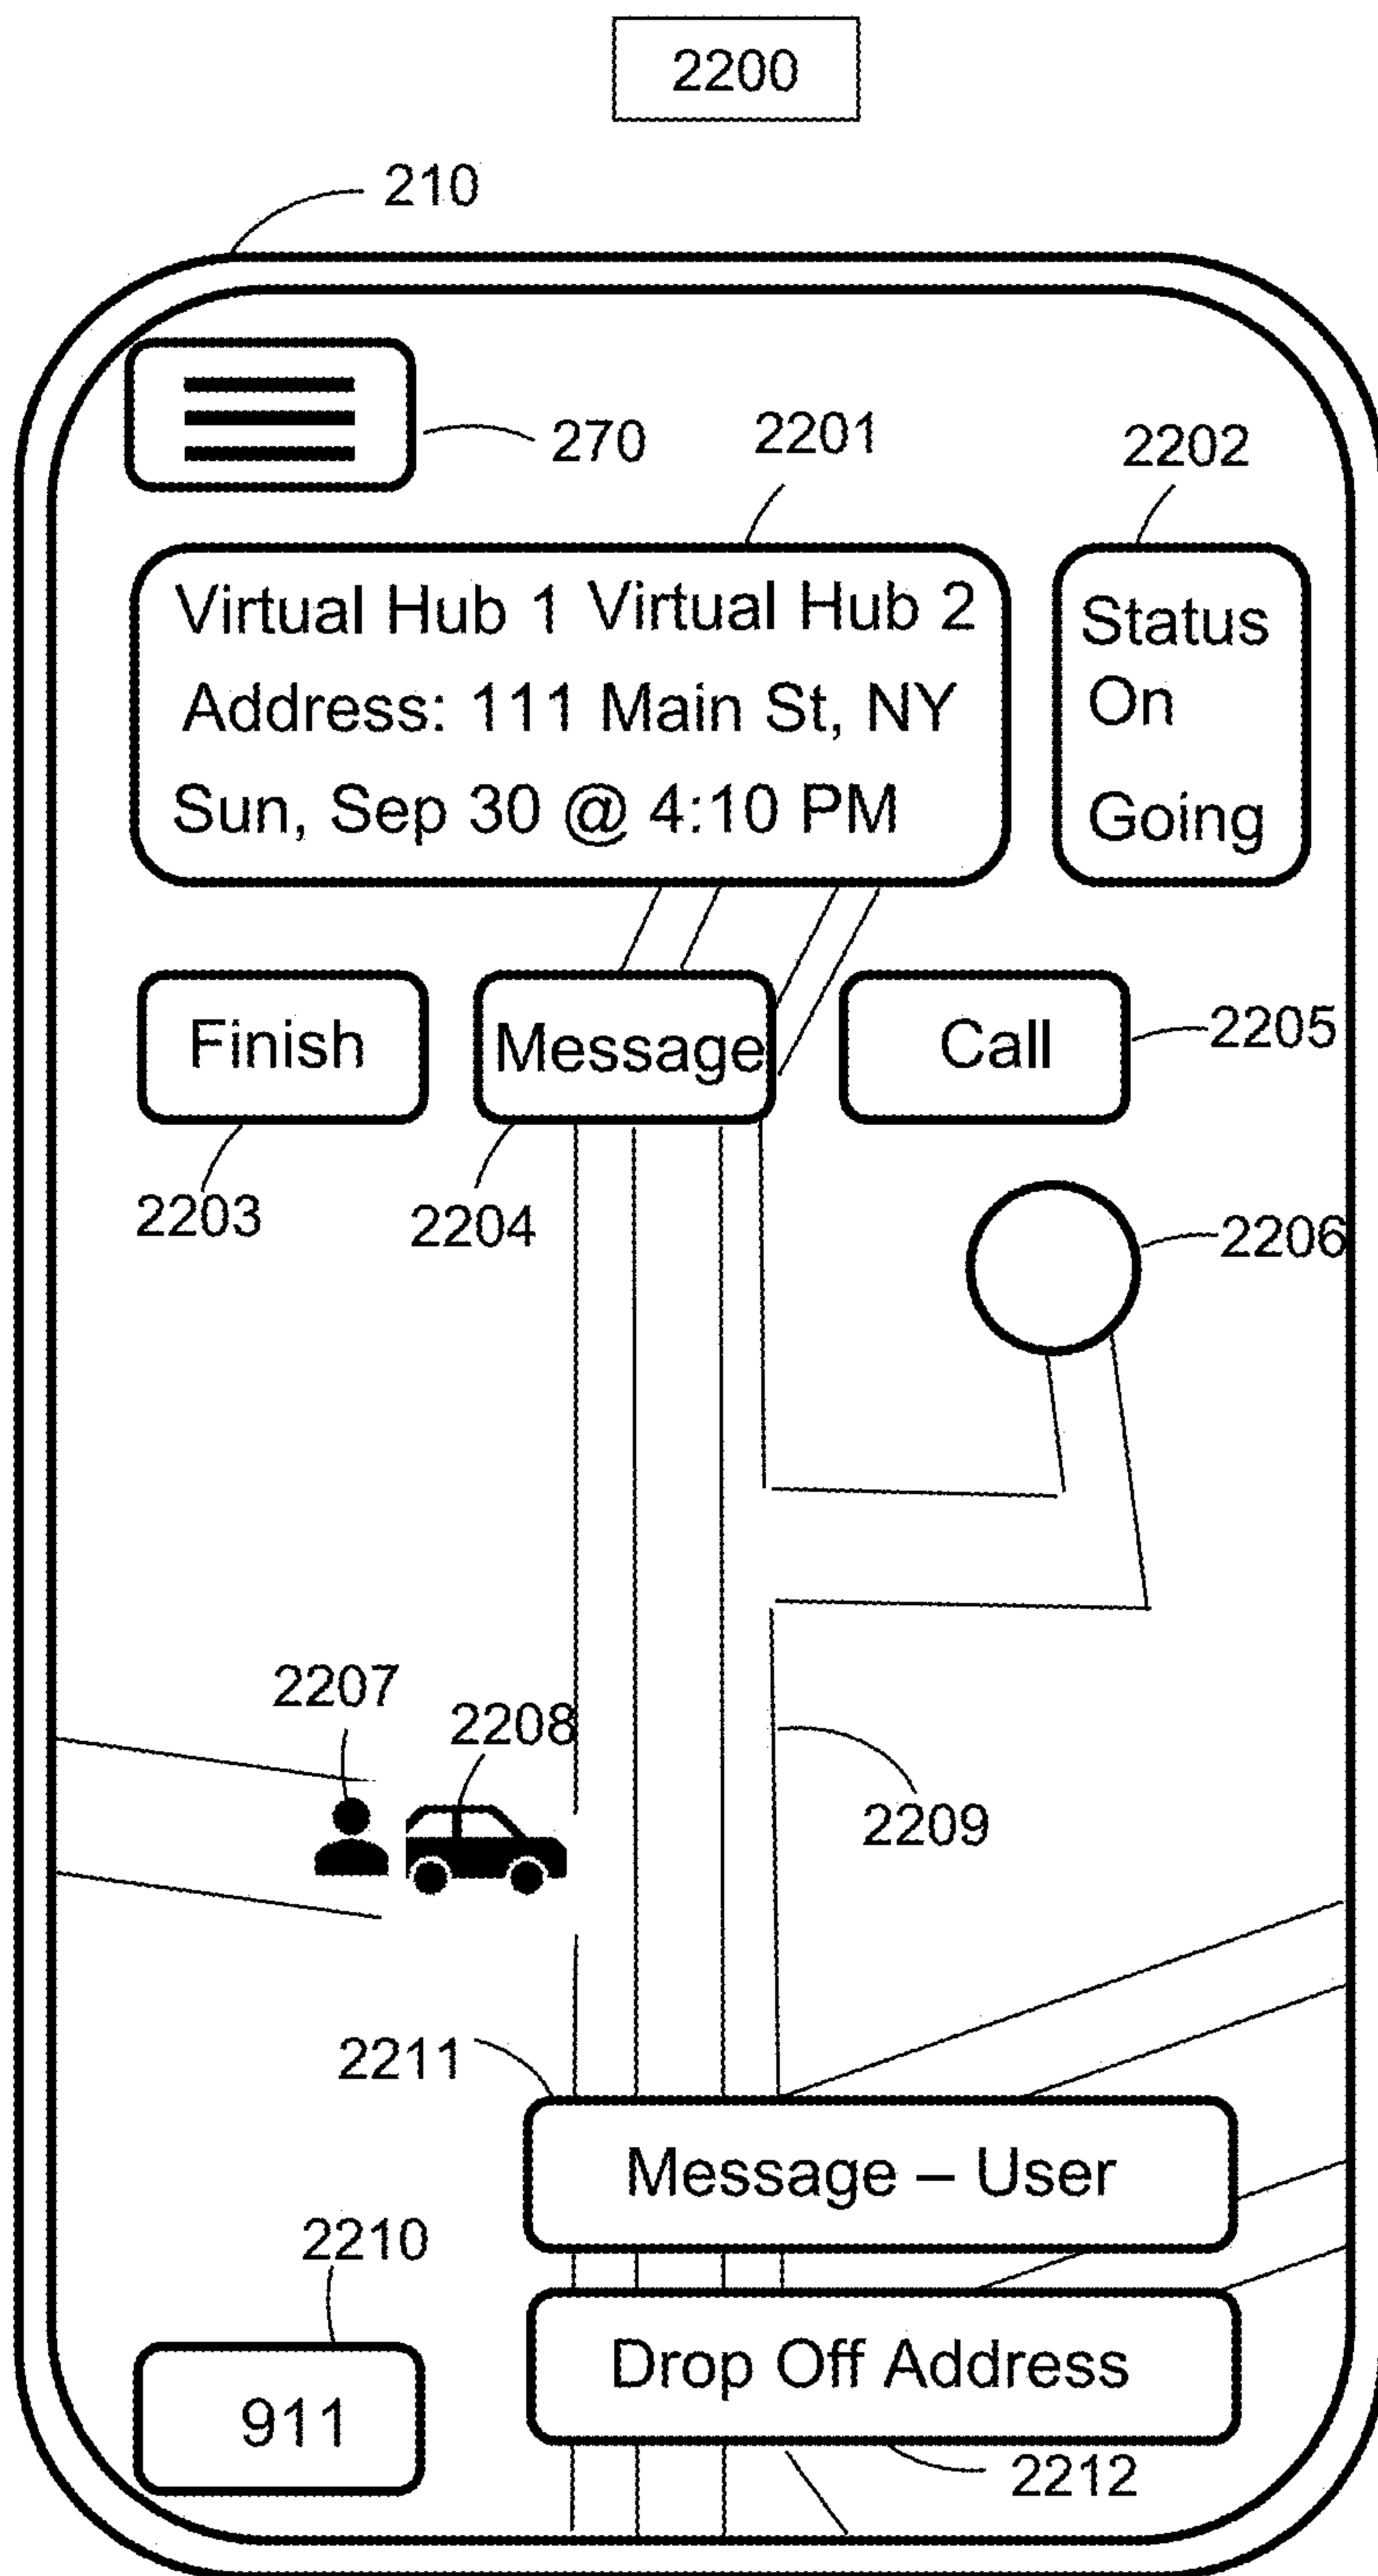 2200
210
270
2201
2202
Virtual Hub 1 Virtual Hub 2
Address: 111 Main St, NY
Sun, Sep 30 @ 4:10 PM
Status
On
Going
Finish
Message
Call
2205
2203
2204
2206
2207
2208
2209
2211
Message – User
2210
Drop Off Address
911
2212